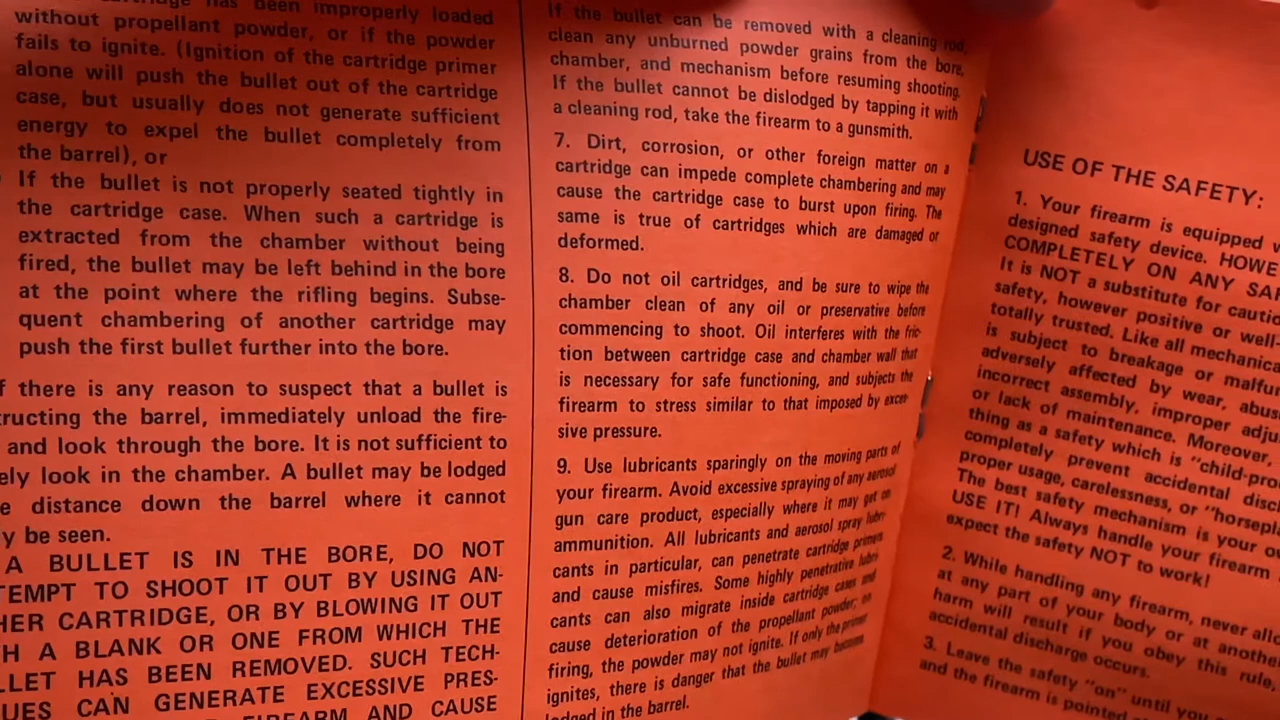 has been improperly loaded
without propellant powder, or if the powder
fails to ignite. (Ignition of the cartridge primer
alone will push the bullet out of the cartridge
case, but usually does not generate sufficient
energy to expel the bullet completely from
the barrel), or
If the bullet is not properly seated tightly in
the cartridge case. When such a cartridge is
extracted from the chamber without being
fired, the bullet may be left behind in the bore
at the point where the rifling begins. Subse-
quent chambering of another cartridge may
push the first bullet further into the bore.
f there is any reason to suspect that a bullet is
tructing the barrel, immediately unload the fire-
and look through the bore. It is not sufficient to
ely look in the chamber. A bullet may be lodged
e distance down the barrel where it cannot
y be seen.
A BULLET IS IN THE BORE, DO NOT
TEMPT TO SHOOT IT OUT BY USING AN-
HER CARTRIDGE, OR BY BLOWING IT OUT
H A BLANK OR ONE FROM WHICH THE
LLET HAS BEEN REMOVED. SUCH TECH-
UES CAN GENERATE EXCESSIVE PRES-
FIREARM AND CAUSE
If the bullet can be removed with a cleaning rod,
clean any unburned powder grains from the bore,
chamber, and mechanism before resuming shooting.
If the bullet cannot be dislodged by tapping it with
a cleaning rod, take the firearm to a gunsmith.
7. Dirt, corrosion, or other foreign matter on a
cartridge can impede complete chambering and may
cause the cartridge case to burst upon firing. The
same is true of cartridges which are damaged or
deformed.
8. Do not oil cartridges, and be sure to wipe the
chamber clean of any oil or preservative before
commencing to shoot. Oil interferes with the fric-
tion between cartridge case and chamber wall that
is necessary for safe functioning, and subjects the
firearm to stress similar to that imposed by exces-
sive pressure.
9. Use lubricants sparingly on the moving parts of
your firearm. Avoid excessive spraying of any aerosol
gun care product, especially where it may get on
ammunition. All lubricants and aerosol spray lubri-
cants in particular, can penetrate cartridge primers
and cause misfires. Some highly penetrative lubri-
cants can also migrate inside cartridge cases and
cause deterioration of the propellant powder; on
firing, the powder may not ignite. If only the primer
ignites, there is danger that the bullet may become
lodged in the barrel.
USE OF THE SAFETY:
1. Your firearm is equipped w
designed safety device. HOWE
COMPLETELY ON ANY SAF
It is NOT a substitute for cautio
safety, however positive or well-
totally trusted. Like all mechanica
is subject to breakage or malfu
adversely affected by wear, abus
incorrect assembly, improper adju
or lack of maintenance. Moreover,
thing as a safety which is "child-pro
completely prevent accidental disc
proper usage, carelessness, or "horsepl
The best safety mechanism is your o
USE IT! Always handle your firearm
expect the safety NOT to work!
2. While handling any firearm, never allo
at any part of your body or at anothe
harm will result if you obey this rule,
accidental discharge occurs.
3. Leave the safety "on" until you
and the firearm is pointed